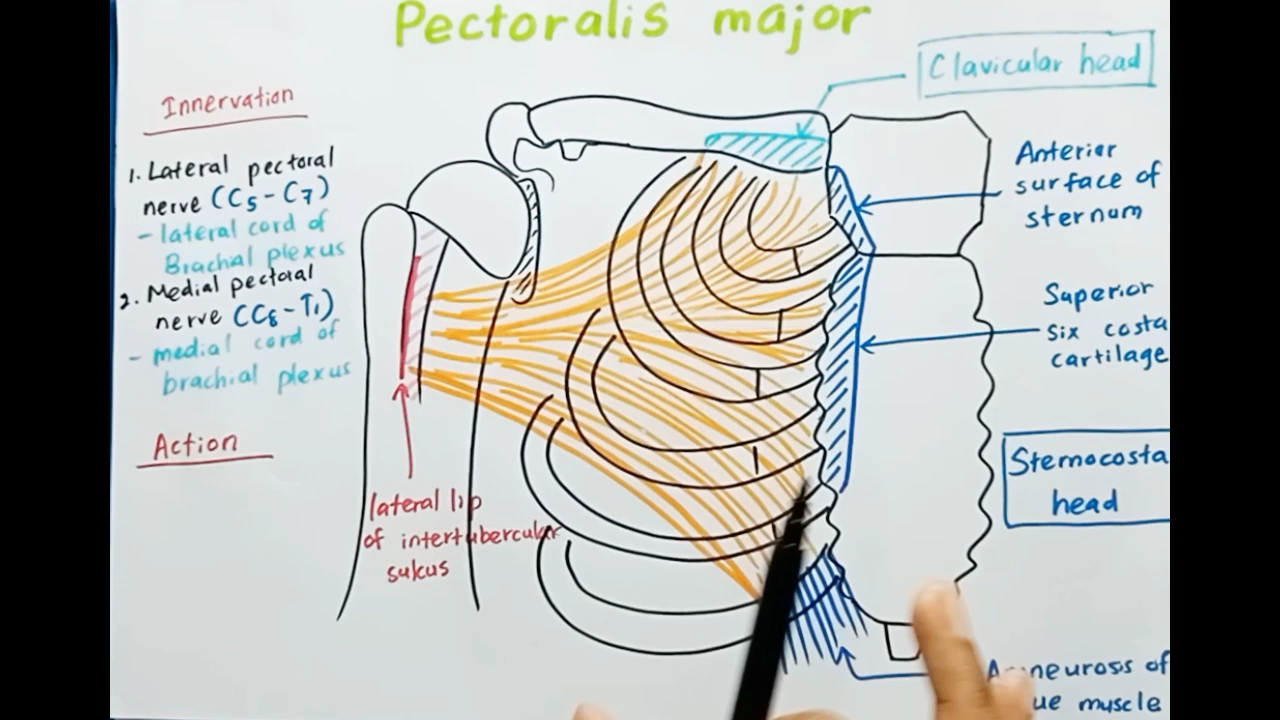 Pectoralis major
Innervation
1. Lateral pectoral
nerve (C5-C7)
- lateral cord of
Brachal plexus
2. Medial pectoral
nerve (C8-T1)
- medial cord of
brachial plexus
Action
lateral lip
of intertubercular
sulcus
Clavicular head
Anterior
surface of
sternum
Superior
six costa
cartilage
Sternocosta
head
of
muscle